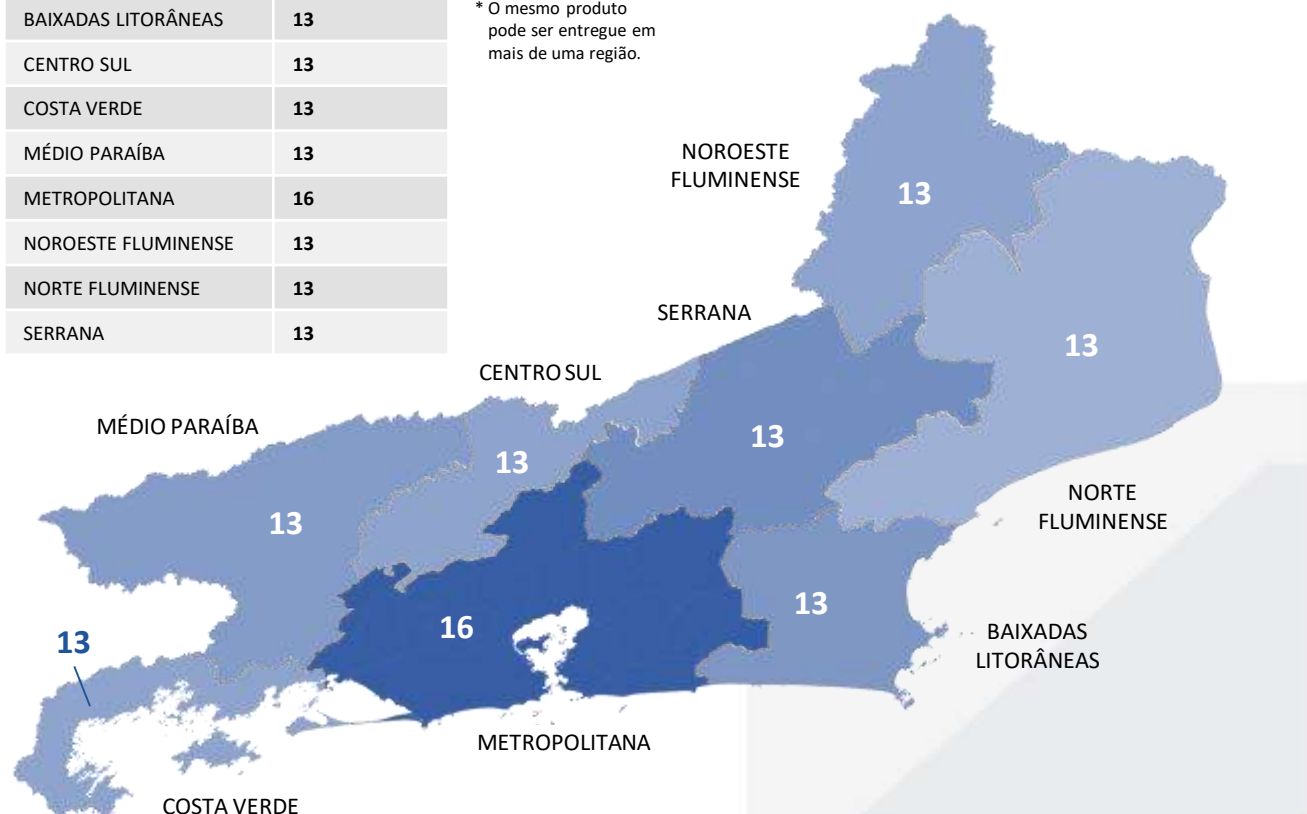 BAIXADAS LITORÂNEAS 13
CENTRO SUL 13
COSTA VERDE 13
MÉDIO PARAÍBA 13
METROPOLITANA 16
NOROESTE FLUMINENSE 13
NORTE FLUMINENSE 13
SERRANA 13
* O mesmo produto
pode ser entregue em
mais de uma região.
NOROESTE
FLUMINENSE
13
SERRANA
13
CENTRO SUL
MÉDIO PARAÍBA
13
13
13
NORTE
FLUMINENSE
13
16
13
BAIXADAS
LITORÂNEAS
METROPOLITANA
COSTA VERDE